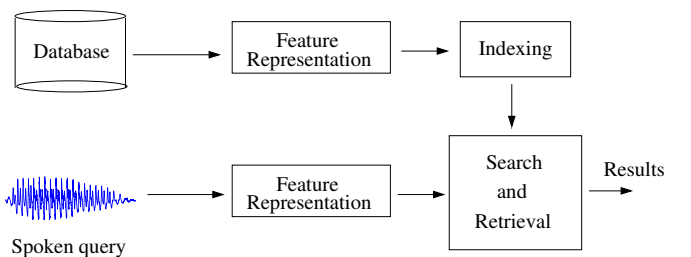 Database
Feature
Representation
Indexing
Spoken query
Feature
Representation
Search
and
Retrieval
Results